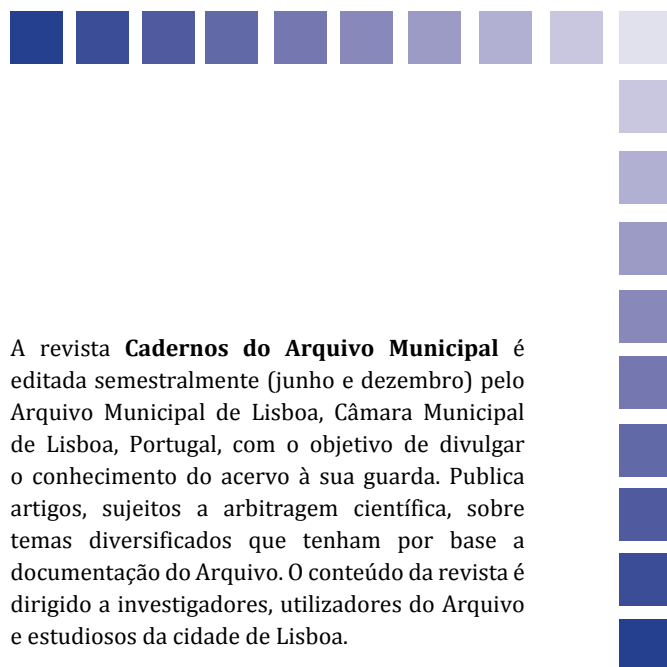 A revista Cadernos do Arquivo Municipal é
editada semestralmente (junho e dezembro) pelo
Arquivo Municipal de Lisboa, Câmara Municipal
de Lisboa, Portugal, com o objetivo de divulgar
o conhecimento do acervo à sua guarda. Publica
artigos, sujeitos a arbitragem científica, sobre
temas diversificados que tenham por base a
documentação do Arquivo. O conteúdo da revista é
dirigido a investigadores, utilizadores do Arquivo
e estudiosos da cidade de Lisboa.